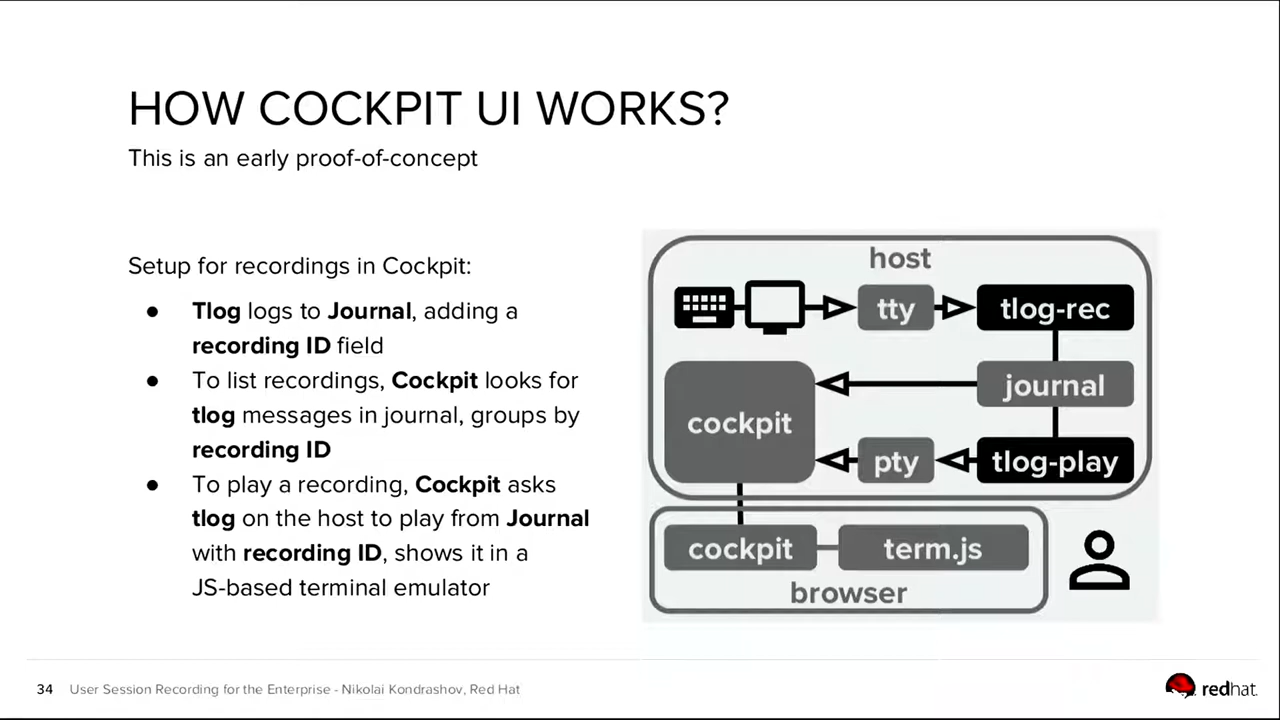 HOW COCKPIT UI WORKS?
This is an early proof-of-concept
Setup for recordings in Cockpit:
● Tlog logs to Journal, adding a
recording ID field
● To list recordings, Cockpit looks for
tlog messages in journal, groups by
recording ID
● To play a recording, Cockpit asks
tlog on the host to play from Journal
with recording ID, shows it in a
JS-based terminal emulator
host
tty
tlog-rec
journal
cockpit
pty
tlog-play
cockpit
term.js
browser
34 User Session Recording for the Enterprise - Nikolai Kondrashov, Red Hat
redhat.